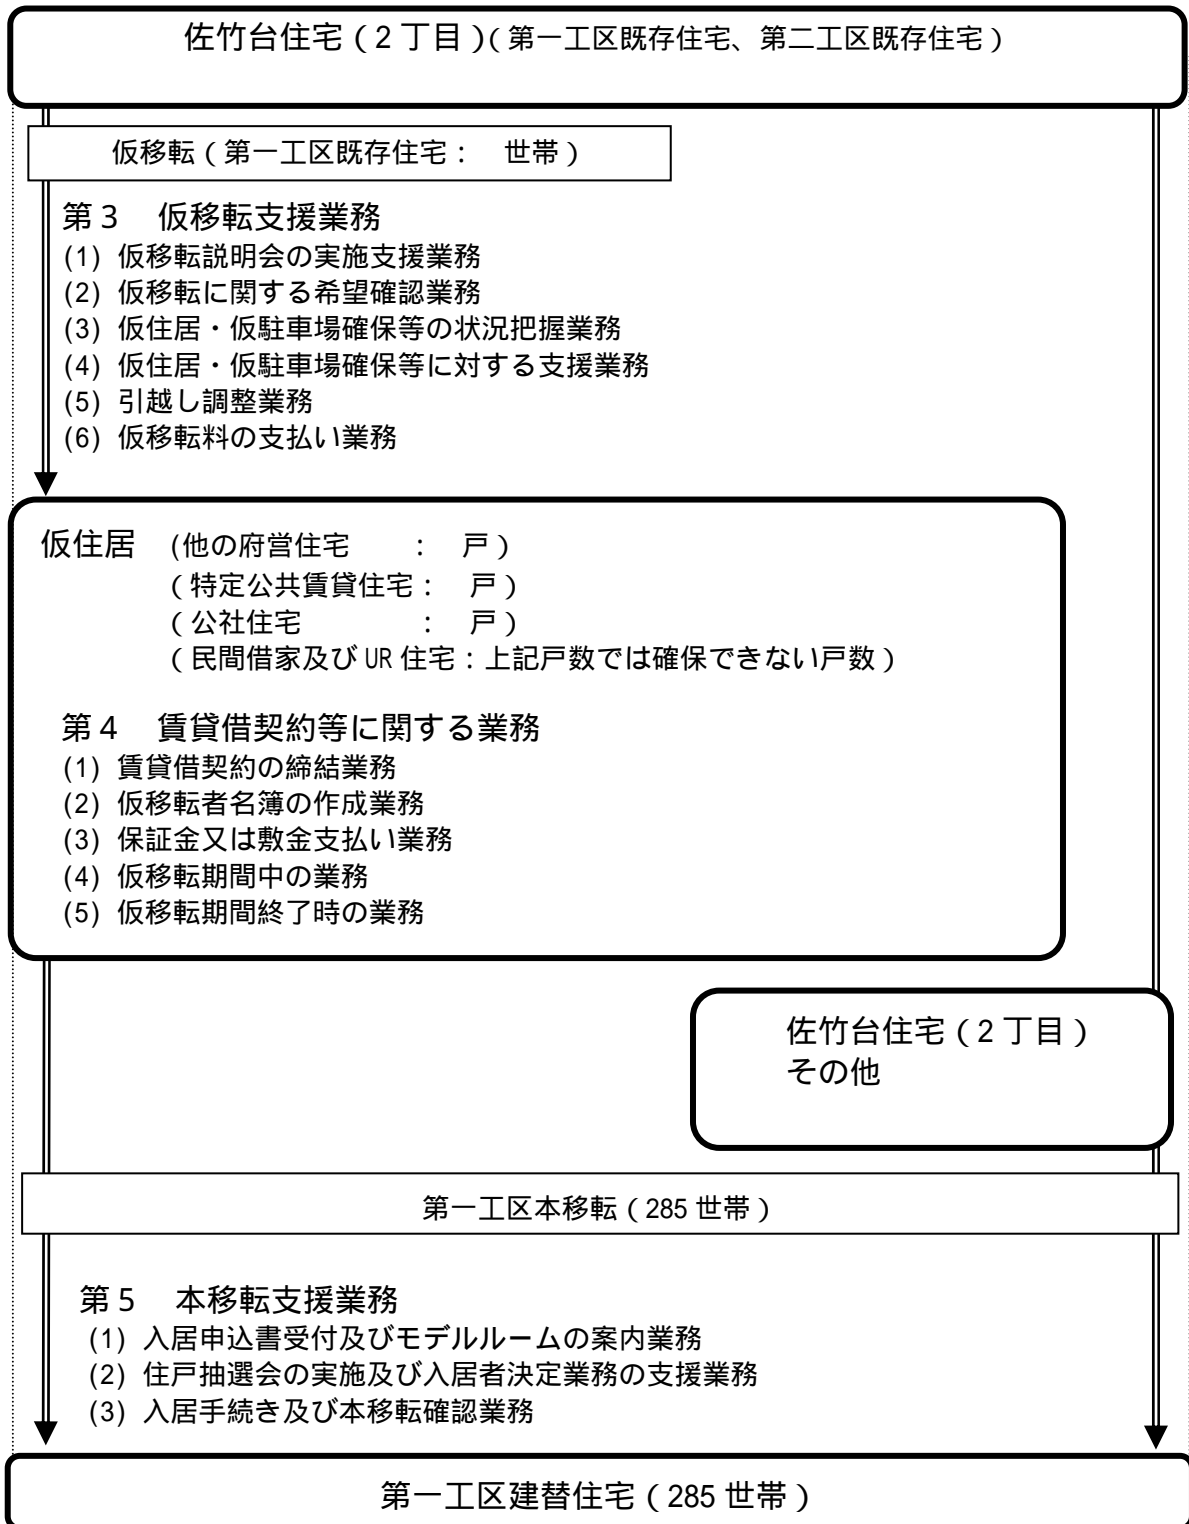 佐竹台住宅（２丁目）(第一工区既存住宅、第二工区既存住宅）
仮移転（第一工区既存住宅：　世帯）
第３　仮移転支援業務
(1) 仮移転説明会の実施支援業務
(2) 仮移転に関する希望確認業務
(3) 仮住居・仮駐車場確保等の状況把握業務
(4) 仮住居・仮駐車場確保等に対する支援業務
(5) 引越し調整業務
(6) 仮移転料の支払い業務
仮住居　(他の府営住宅　　：　戸）
（特定公共賃貸住宅：　戸）
（公社住宅　　　　：　戸）
（民間借家及び UR 住宅：上記戸数では確保できない戸数）
第４　賃貸借契約等に関する業務
(1) 賃貸借契約の締結業務
(2) 仮移転者名簿の作成業務
(3) 保証金又は敷金支払い業務
(4) 仮移転期間中の業務
(5) 仮移転期間終了時の業務
佐竹台住宅（２丁目）
その他
第一工区本移転（285 世帯）
第５　本移転支援業務
(1) 入居申込書受付及びモデルルームの案内業務
(2) 住戸抽選会の実施及び入居者決定業務の支援業務
(3) 入居手続き及び本移転確認業務
第一工区建替住宅（285 世帯）